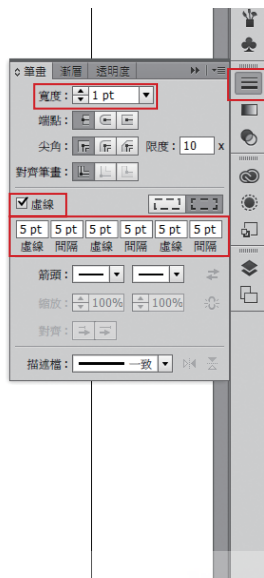 筆畫 漸層 透明度
寬度： 1 pt
端點：
尖角： 限度： 10 x
對齊筆畫：
虛線
5 pt 5 pt 5 pt 5 pt 5 pt 5 pt
虛線 間隔 虛線 間隔 虛線 間隔
箭頭：
縮放： 100% 100%
對齊：
描述檔： 一致